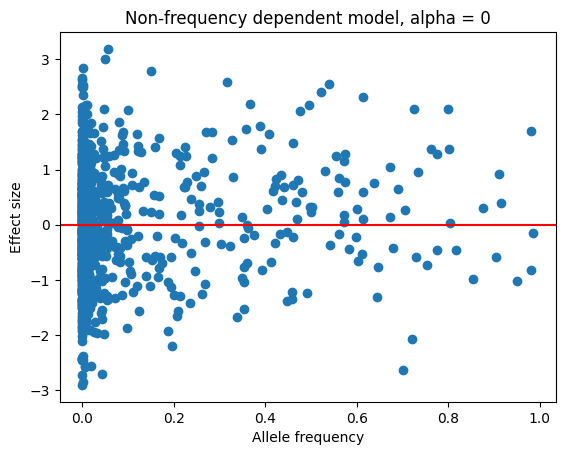 Non-frequency dependent model, alpha = 0
Effect size
3
2
1
0
−1
−2
−3
0.0 0.2 0.4 0.6 0.8 1.0
Allele frequency